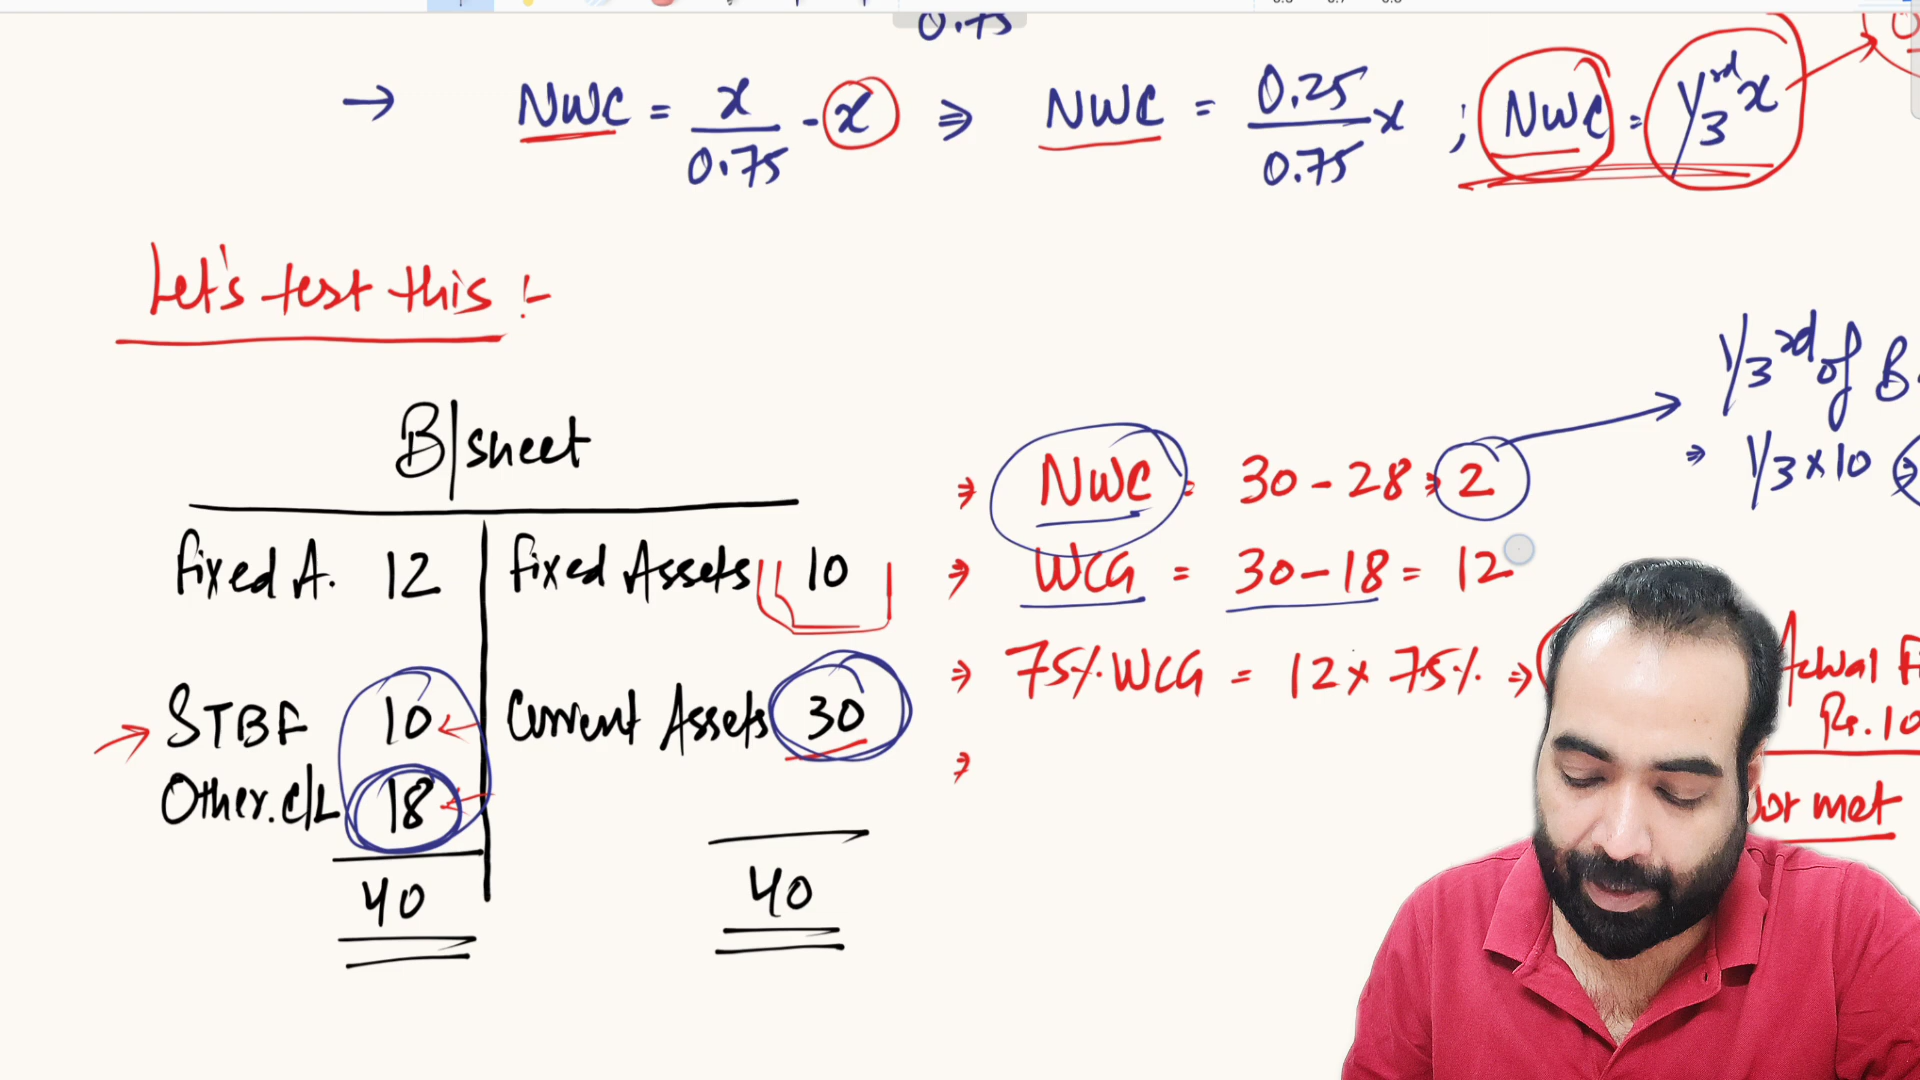 0.75
→ NWC = x/0.75 - x ⇒ NWC = 0.25/0.75 x ; NWC = 1/3rd x
Let's test this :-
B/sheet
Fixed A. 12 Fixed Assets 10
STBF 10 Current Assets 30
Other.C/L 18
40 40
⇒ NWC = 30 - 28 ⇒ 2
⇒ WCG = 30 - 18 = 12
⇒ 75% WCG = 12 x 75% ⇒
⇒
1/3rd of B
⇒ 1/3 x 10 ⇒
Actual F
Rs. 10
met